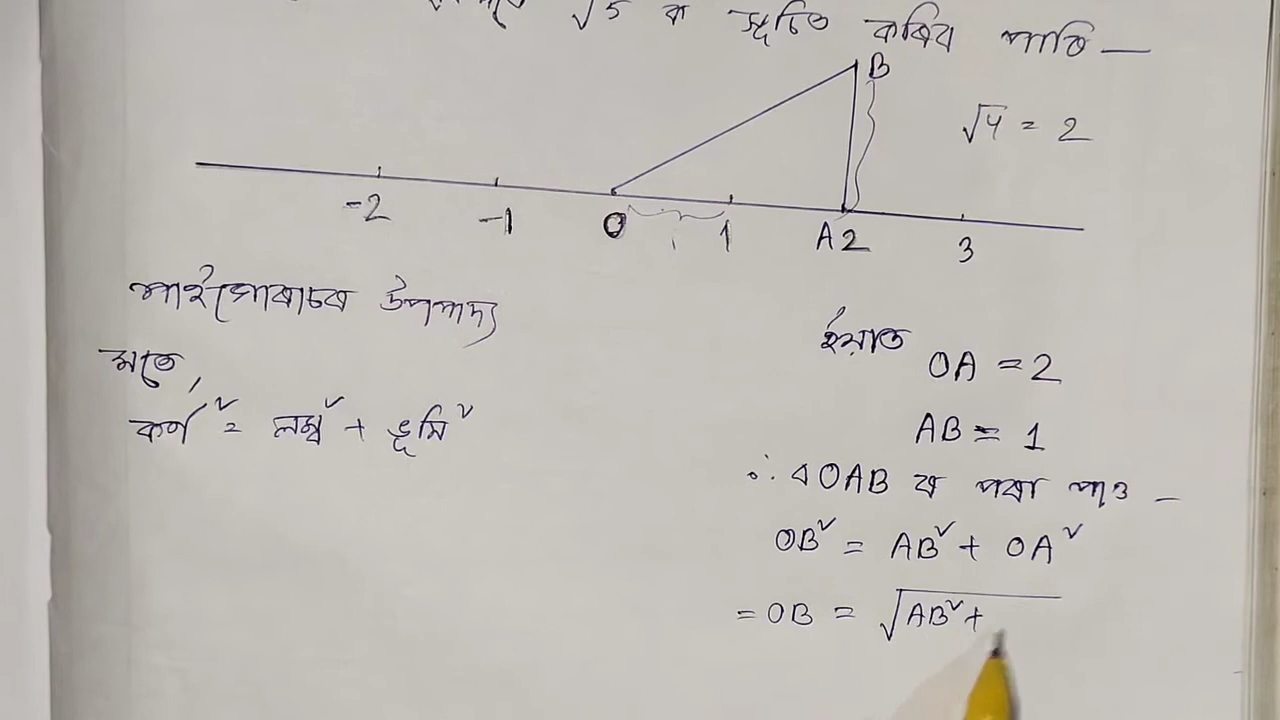 √5 ক সূচিত কৰিব পাৰি —
B
√4 = 2
-2 -1 0 1 A 2 3
পাইথোগোৰাচৰ উপপাদ্য
মতে,
কৰ্ণ² = লম্ব² + ভূমি²
ইয়াত OA = 2
AB = 1
∴ ΔOAB ৰ পৰা পাওঁ —
OB² = AB² + OA²
= OB = √AB² +